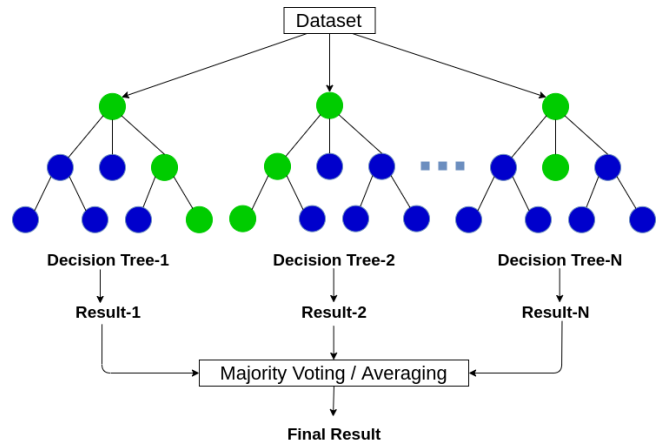 Dataset
Decision Tree-1
Decision Tree-2
Decision Tree-N
Result-1
Result-2
Result-N
Majority Voting / Averaging
Final Result